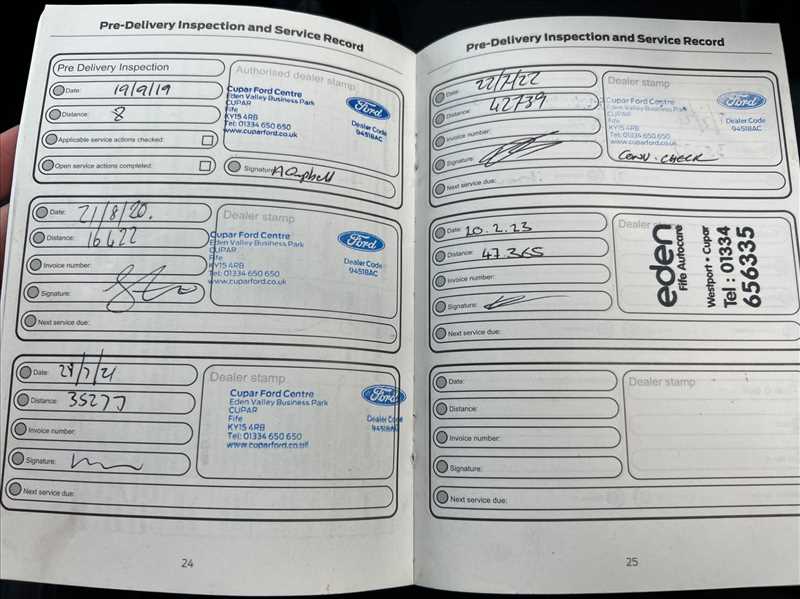 Pre-Delivery Inspection and Service Record
Pre Delivery Inspection
Date: 19/9/19
Distance: 8
Applicable service actions checked:
Open service actions completed:
Authorised dealer stamp
Cupar Ford Centre
Eden Valley Business Park
CUPAR
Fife
KY15 4RB
Tel: 01334 650 650
www.cuparford.co.uk
Ford
Dealer Code
94518AC
Signature:
Date: 21/8/20.
Distance: 16422
Invoice number:
Signature:
Next service due:
Dealer stamp
Cupar Ford Centre
Eden Valley Business Park
CUPAR
Fife
KY15 4RB
Tel: 01334 650 650
www.cuparford.co.uk
Ford
Dealer Code
94518AC
Date:
Distance:
Invoice number:
Signature:
Next service due:
Dealer stamp
Cupar Ford Centre
Eden Valley Business Park
CUPAR
Fife
KY15 4RB
Tel: 01334 650 650
www.cuparford.co.uk
Ford
Dealer Code
94518AC
24
Pre-Delivery Inspection and Service Record
Date: 22/7/22
Distance: 42739
Invoice number:
Signature:
Next service due:
Dealer stamp
Cupar Ford Centre
Eden Valley Business Park
CUPAR
Fife
KY15 4RB
Tel: 01334 650 650
www.cuparford.co.uk
Ford
Dealer Code
94518AC
CHECK
Date: 20.2.23
Distance: 47.365
Invoice number:
Signature:
Next service due:
Dealer stamp
eden
Fife Autocare
Westport • Cupar
Tel : 01334
656335
Date:
Distance:
Invoice number:
Signature:
Next service due:
Dealer stamp
25